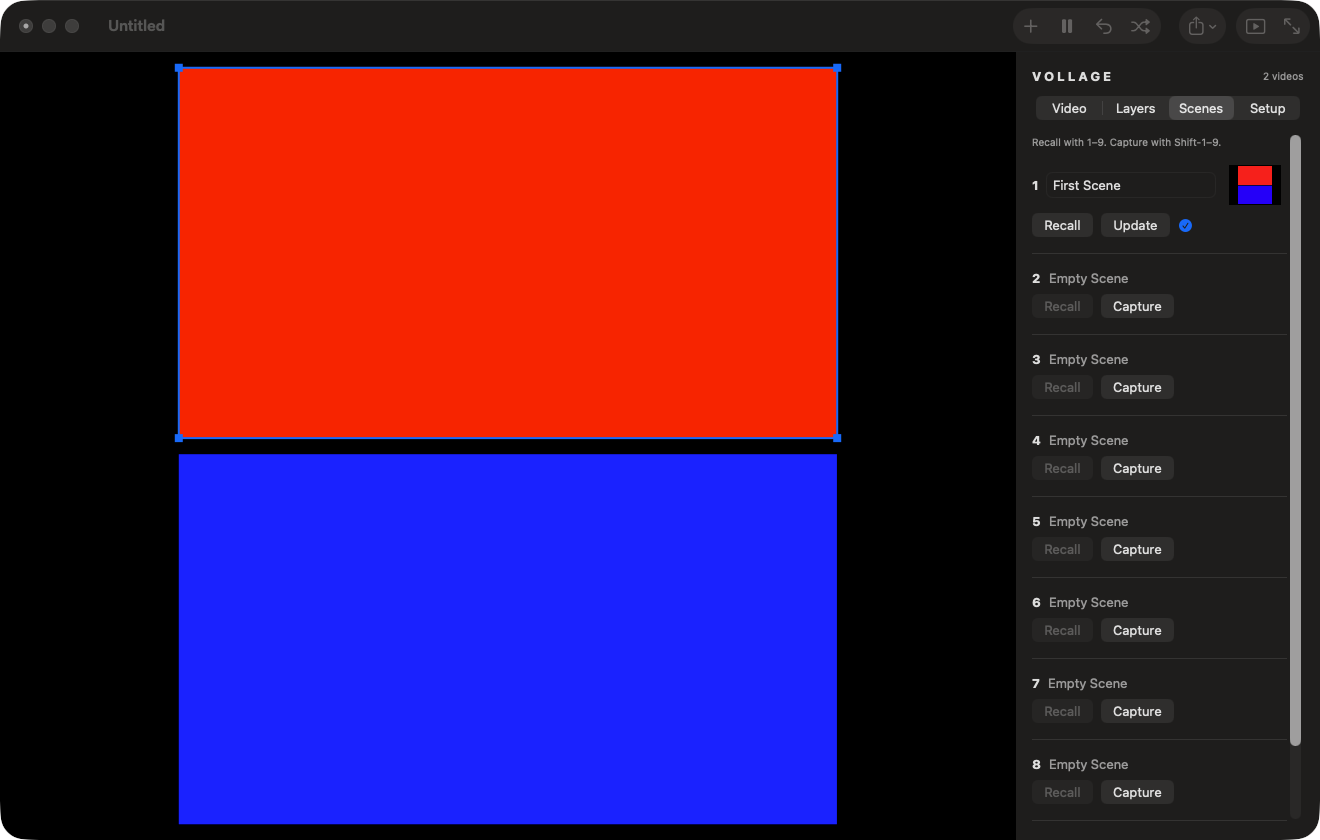 Untitled
VOLLAGE
2 videos
Video Layers Scenes Setup
Recall with 1–9. Capture with Shift-1–9.
1 First Scene
Recall Update
2 Empty Scene
Recall Capture
3 Empty Scene
Recall Capture
4 Empty Scene
Recall Capture
5 Empty Scene
Recall Capture
6 Empty Scene
Recall Capture
7 Empty Scene
Recall Capture
8 Empty Scene
Recall Capture